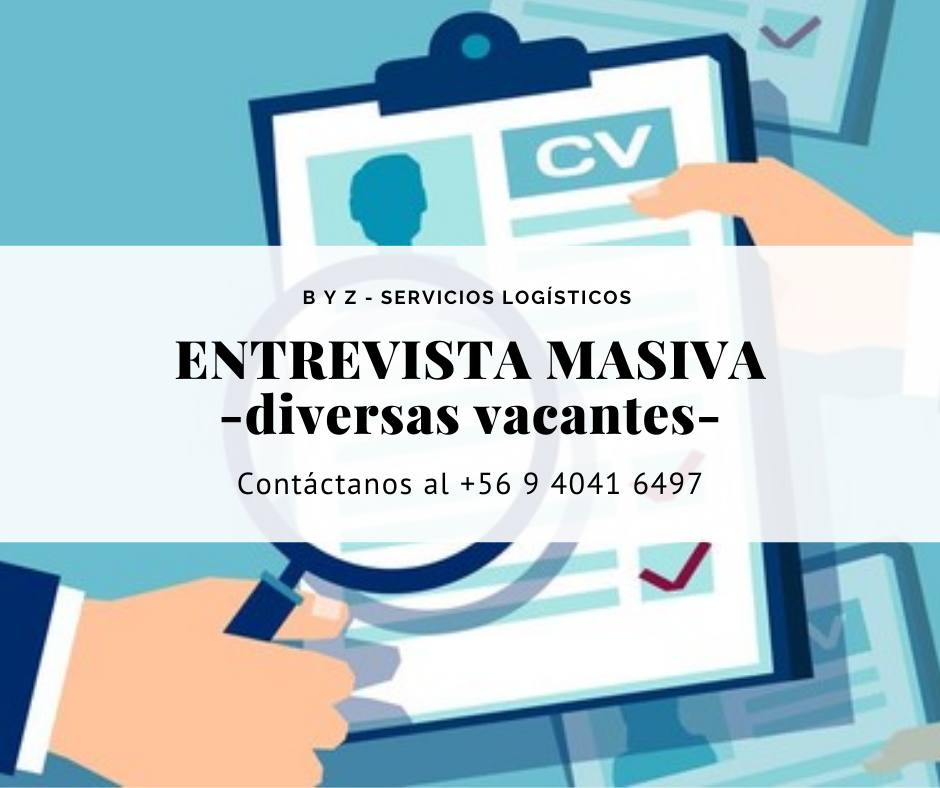 CV
B Y Z - SERVICIOS LOGÍSTICOS
ENTREVISTA MASIVA
-diversas vacantes-
Contáctanos al +56 9 4041 6497